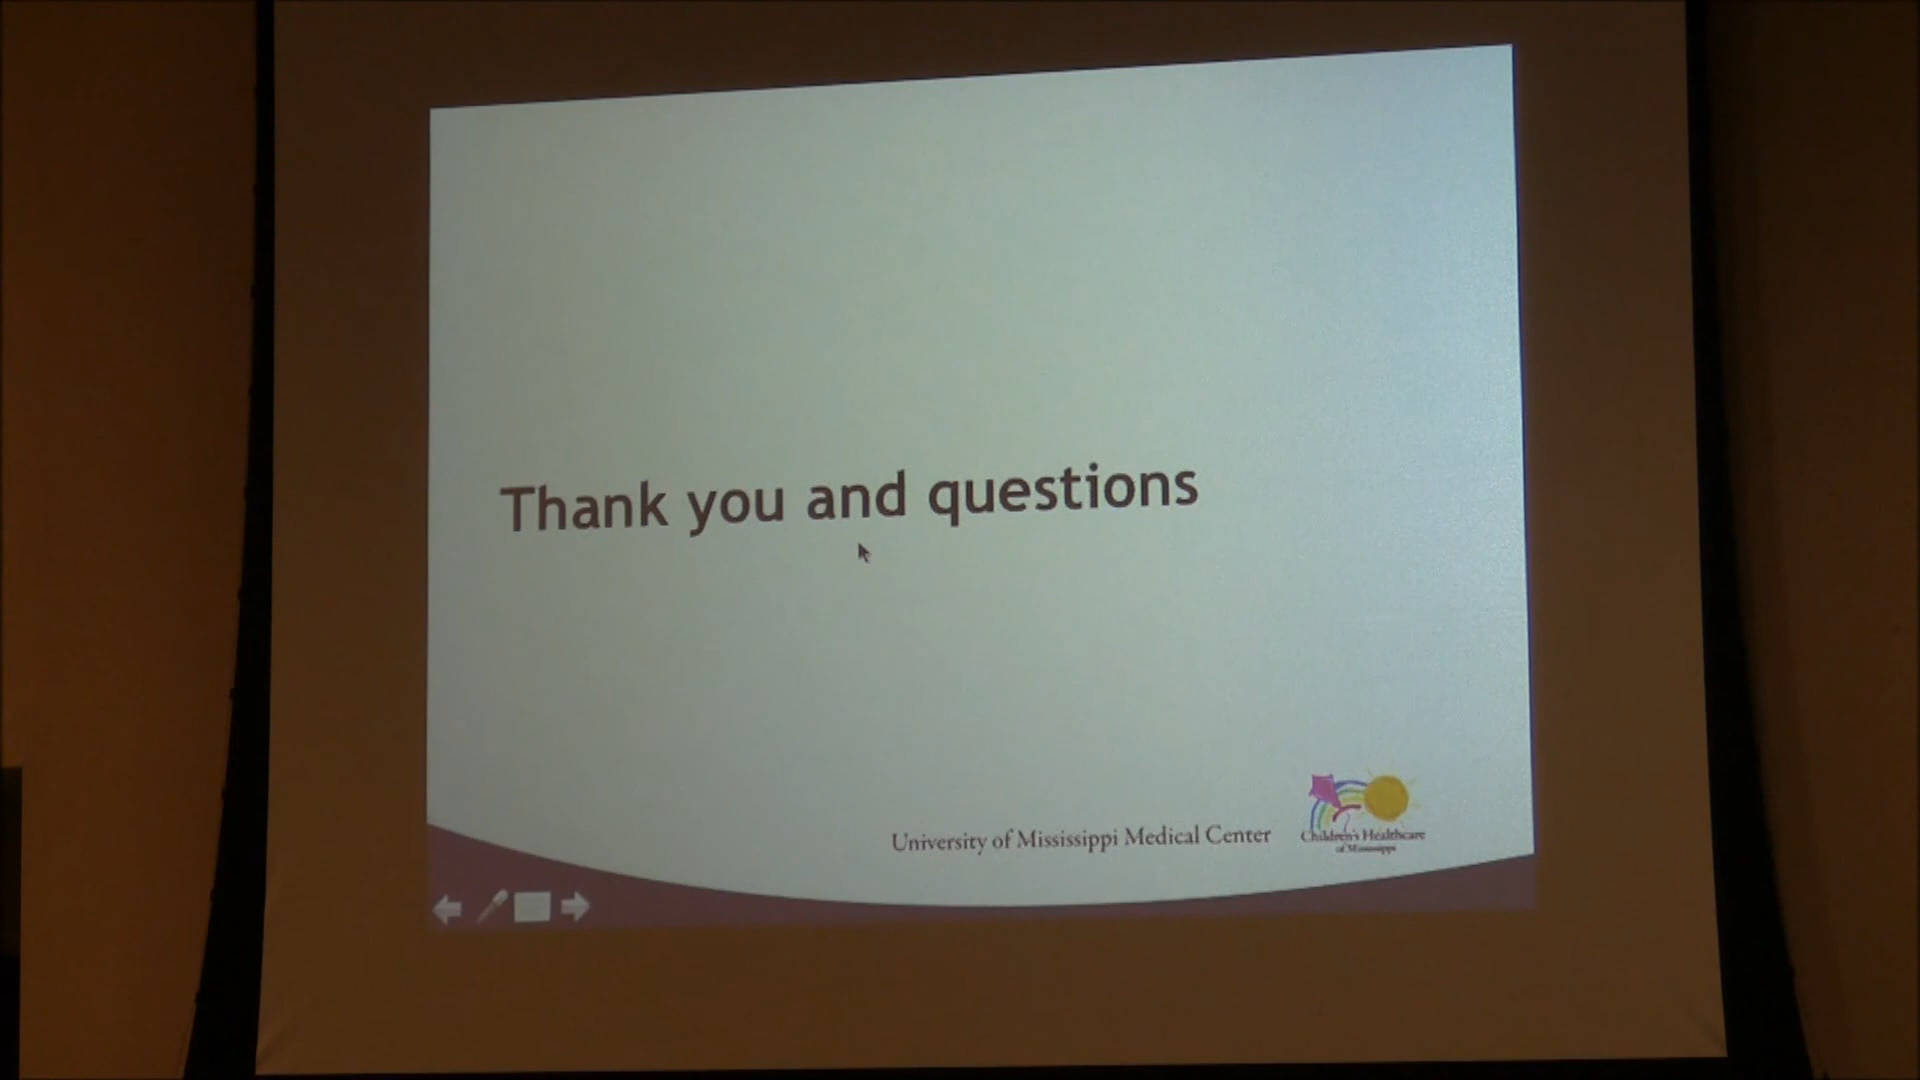 Thank you and questions
University of Mississippi Medical Center
Children's Healthcare
of Mississippi